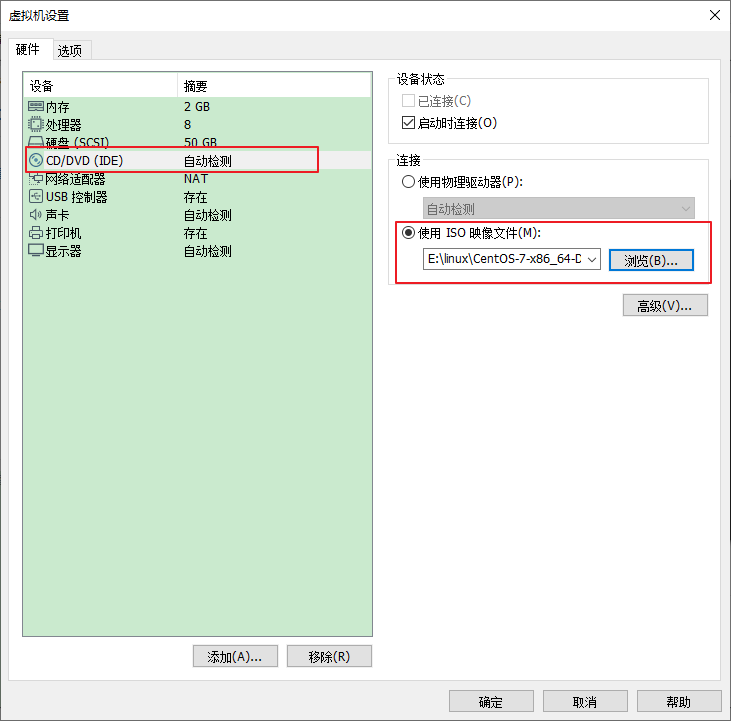 虚拟机设置
硬件 选项
设备 摘要
内存 2 GB
处理器 8
硬盘 (SCSI) 50 GB
CD/DVD (IDE) 自动检测
网络适配器 NAT
USB 控制器 存在
声卡 自动检测
打印机 存在
显示器 自动检测
添加(A)... 移除(R)
设备状态
已连接(C)
启动时连接(O)
连接
使用物理驱动器(P):
自动检测
使用 ISO 映像文件(M):
E:\linux\CentOS-7-x86_64-D 浏览(B)...
高级(V)...
确定 取消 帮助